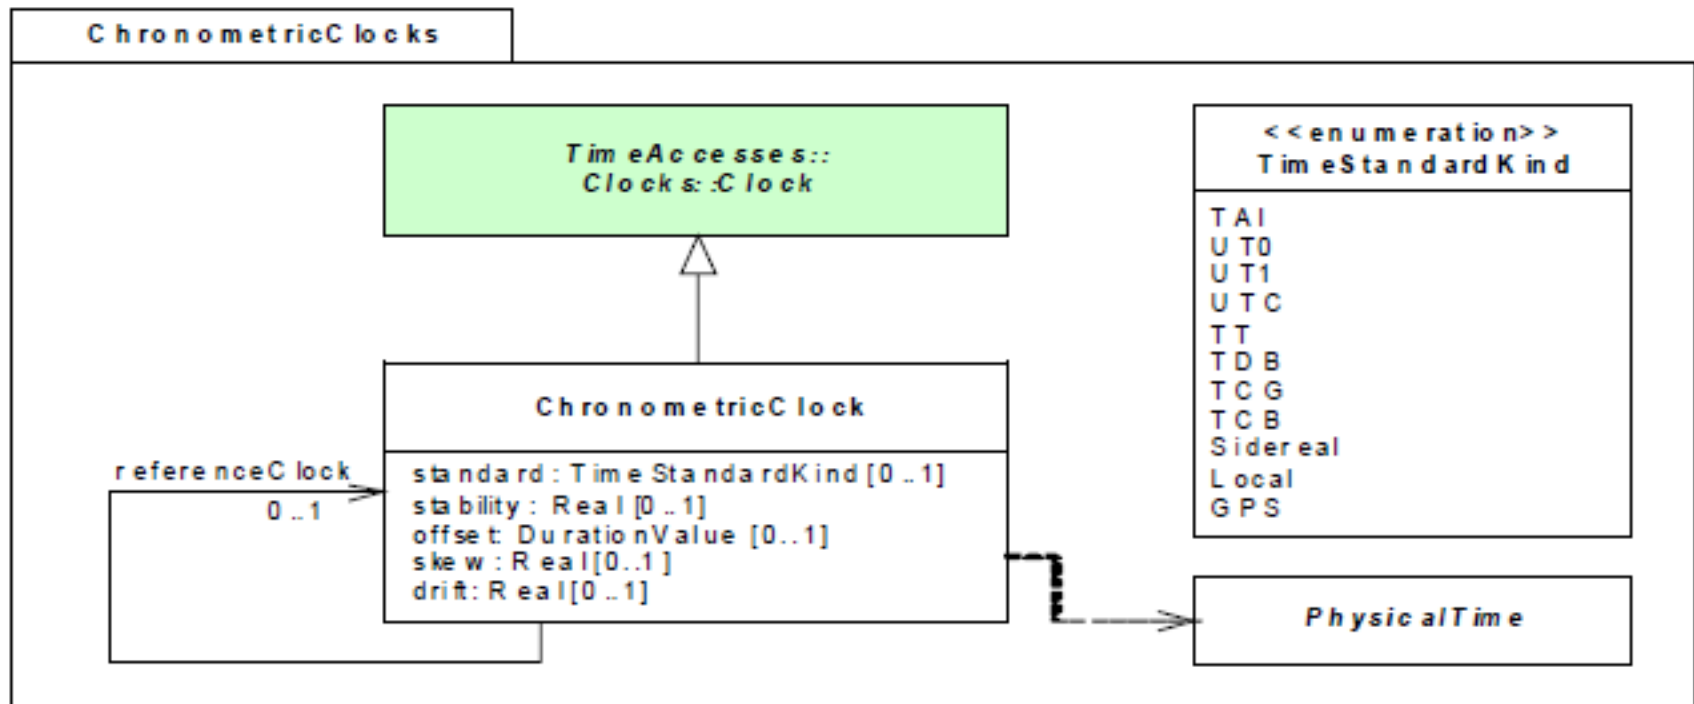 ChronometricClocks
TimeAccesses::
Clocks::Clock
<<enumeration>>
TimeStandardKind
TAI
UT0
UT1
UTC
TT
TDB
TCG
TCB
Sidereal
Local
GPS
ChronometricClock
standard: TimeStandardKind [0..1]
stability: Real [0..1]
offset: DurationValue [0..1]
skew: Real[0..1]
drift: Real[0..1]
referenceClock
0..1
PhysicalTime